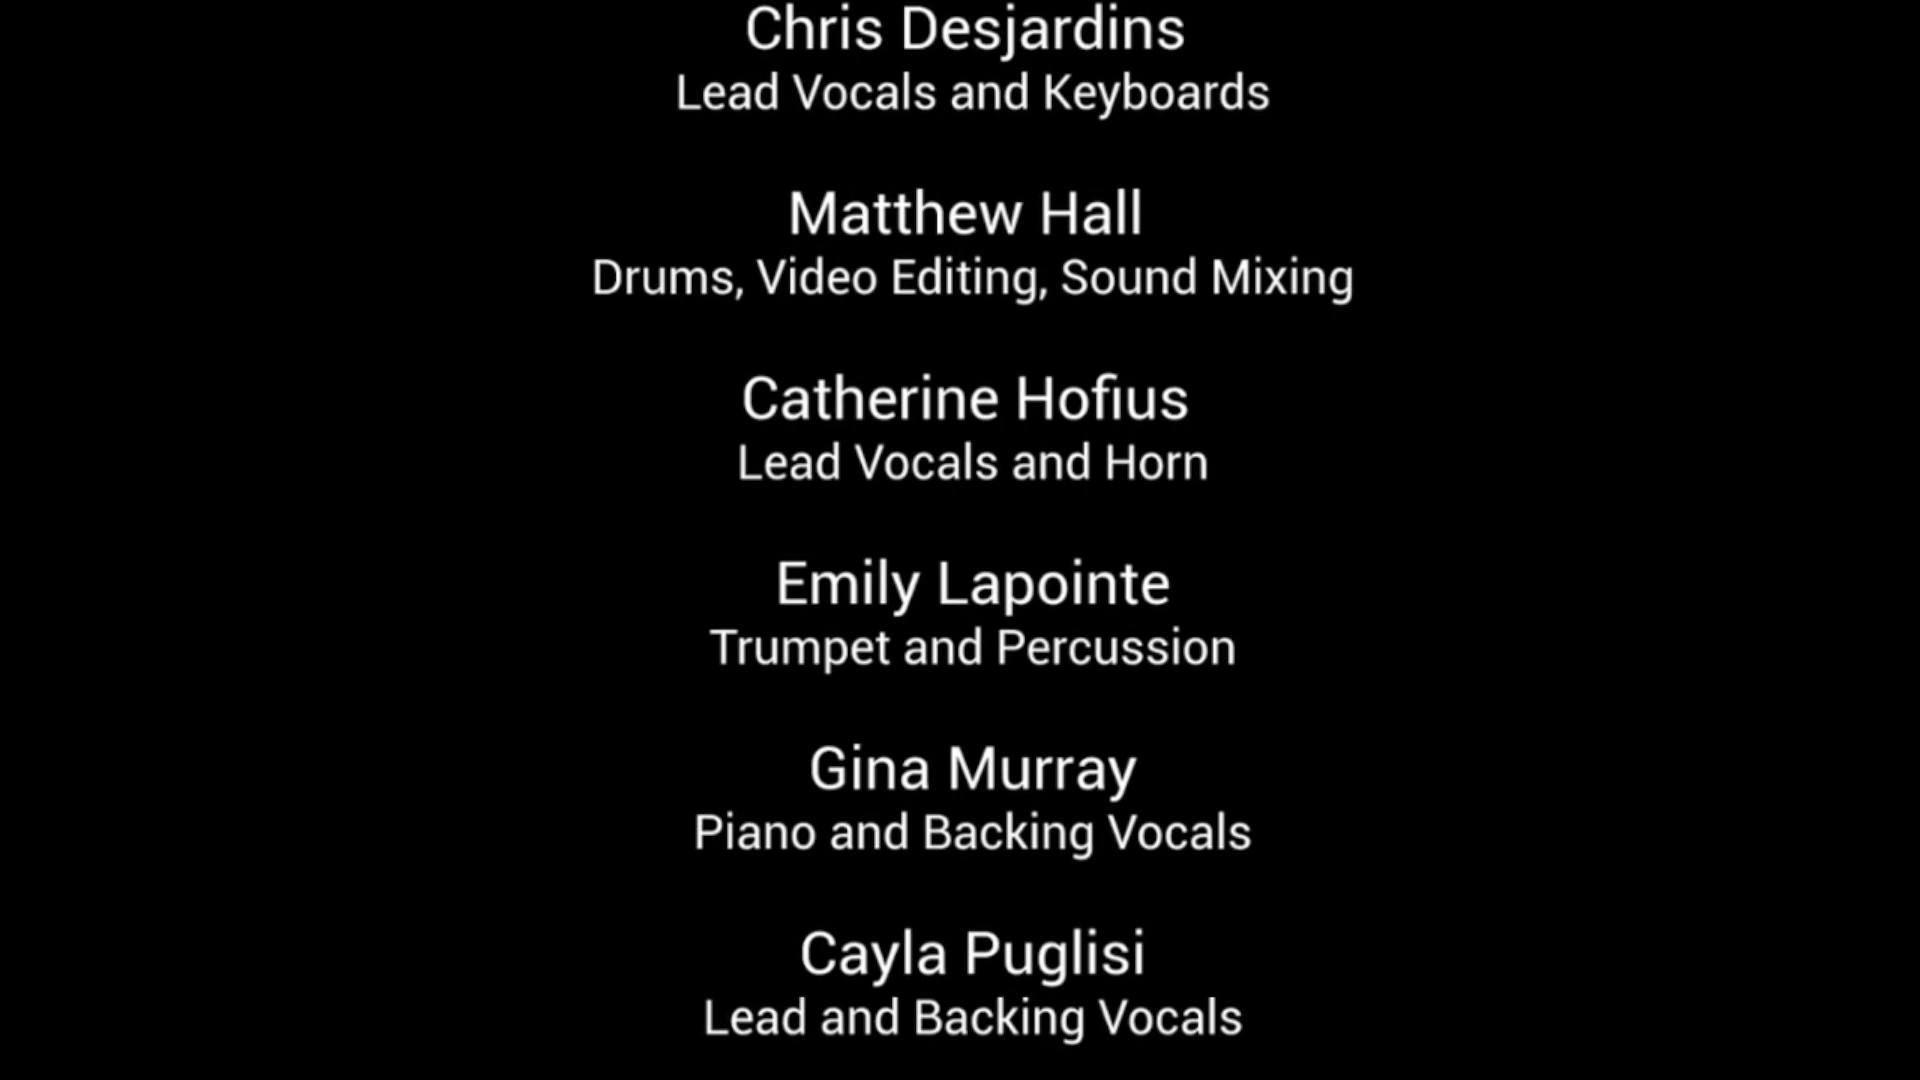 Chris Desjardins
Lead Vocals and Keyboards
Matthew Hall
Drums, Video Editing, Sound Mixing
Catherine Hofius
Lead Vocals and Horn
Emily Lapointe
Trumpet and Percussion
Gina Murray
Piano and Backing Vocals
Cayla Puglisi
Lead and Backing Vocals